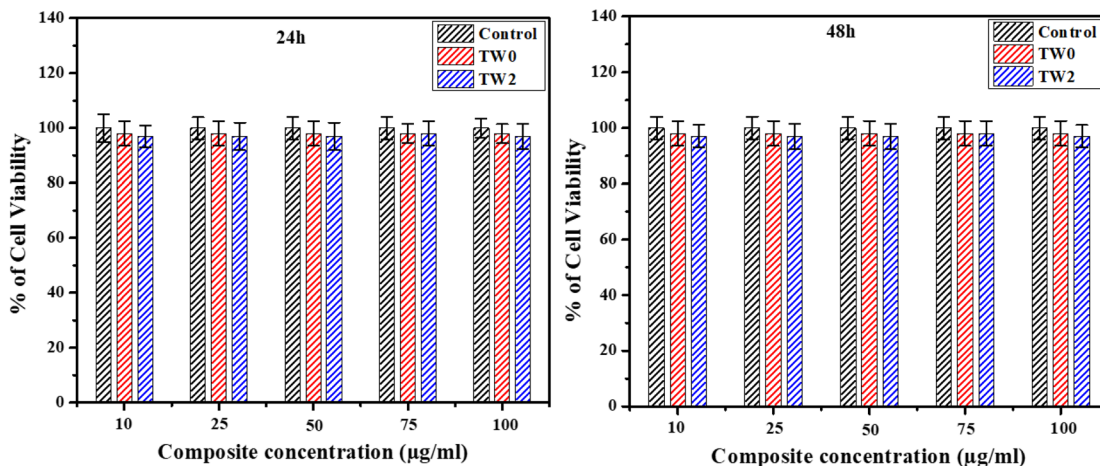 140
120
100
80
60
40
20
0
% of Cell Viability
24h
Control
TW0
TW2
10 25 50 75 100
Composite concentration (µg/ml)
140
120
100
80
60
40
20
0
% of Cell Viability
48h
Control
TW0
TW2
10 25 50 75 100
Composite concentration (µg/ml)